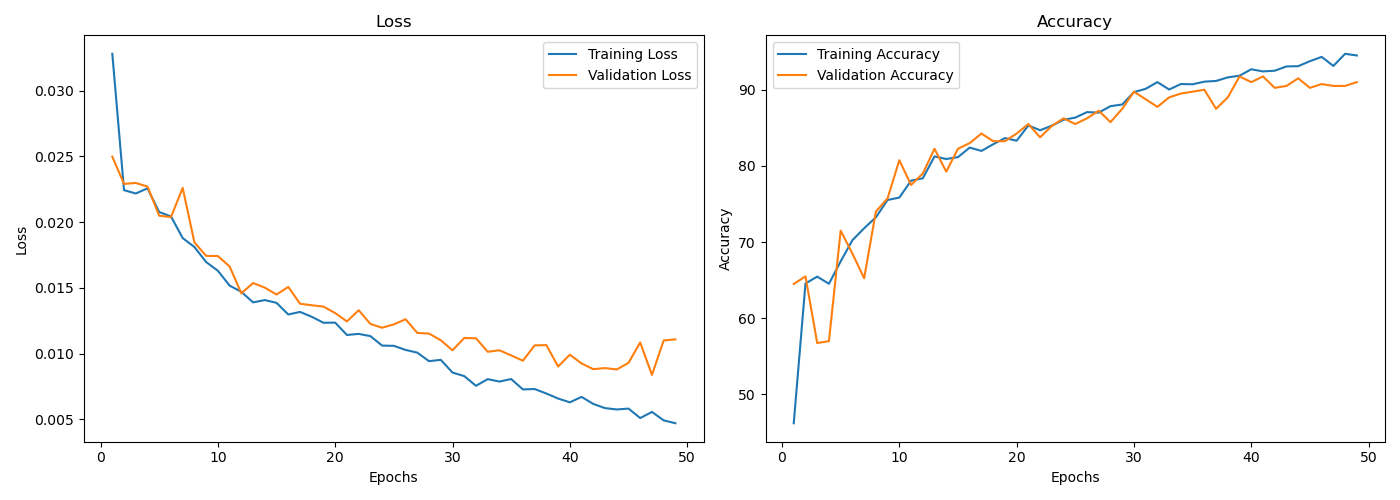 Loss
Training Loss
Validation Loss
0.030
0.025
0.020
0.015
0.010
0.005
Loss
0 10 20 30 40 50
Epochs
Accuracy
Training Accuracy
Validation Accuracy
90
80
70
60
50
Accuracy
0 10 20 30 40 50
Epochs